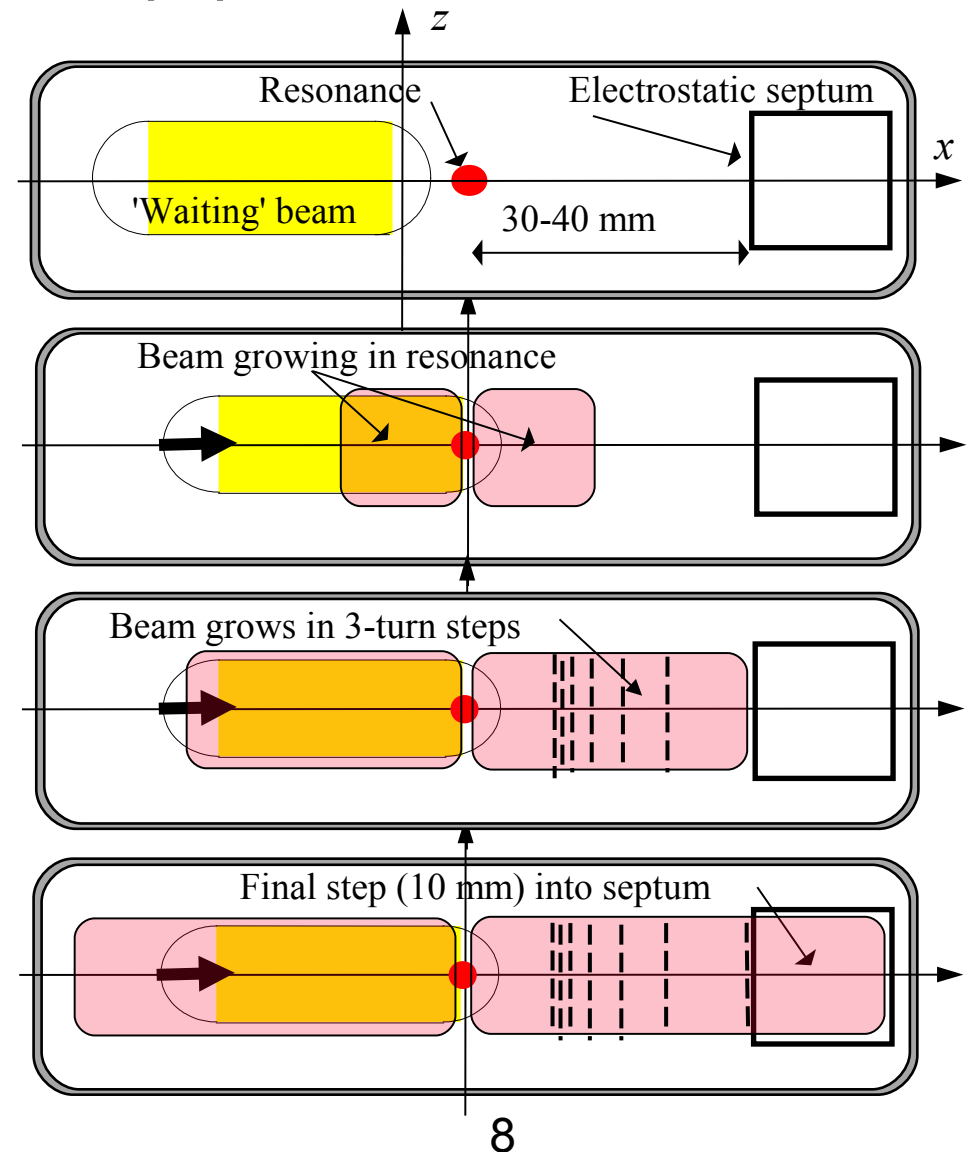 z
Resonance
Electrostatic septum
x
'Waiting' beam
30-40 mm
Beam growing in resonance
Beam grows in 3-turn steps
Final step (10 mm) into septum
8